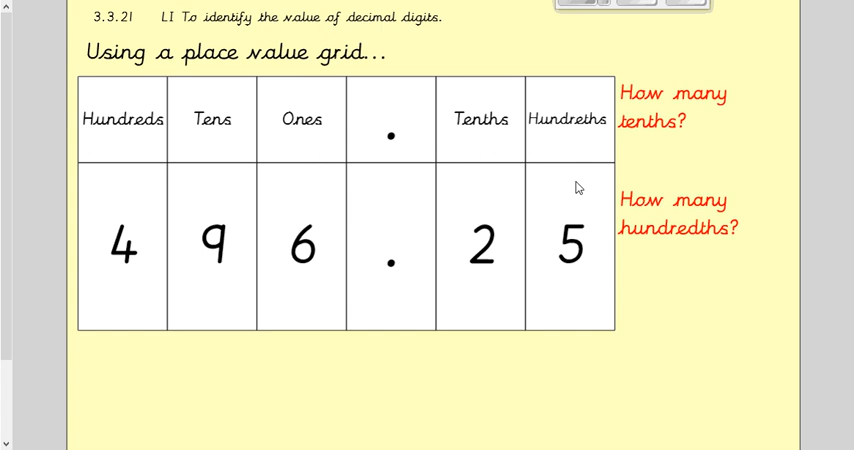 3.3.21 LI To identify the value of decimal digits.
Using a place value grid...
Hundreds Tens Ones . Tenths Hundreths
4 9 6 . 2 5
How many
tenths?
How many
hundredths?